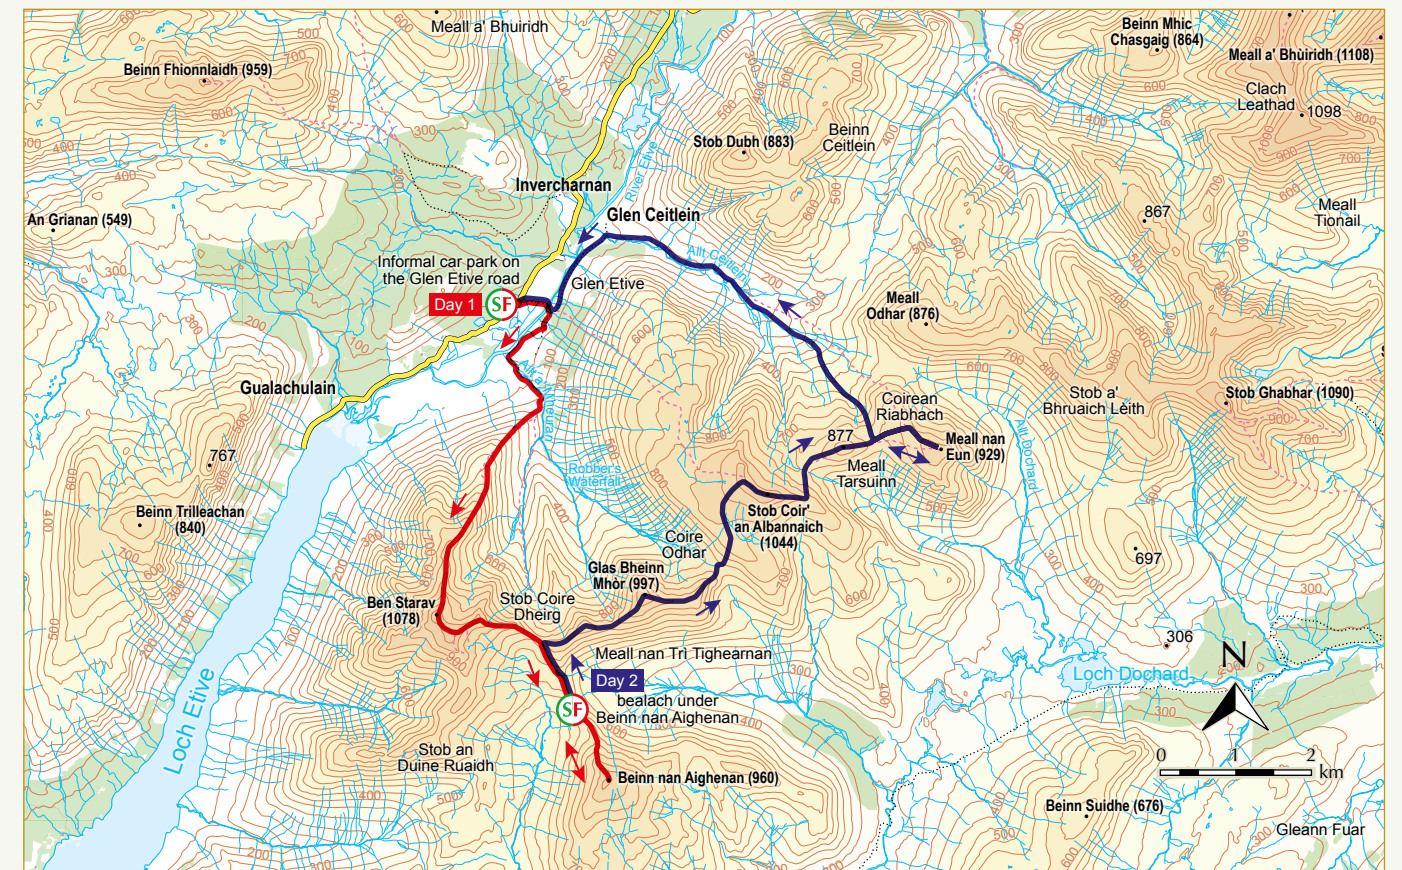 Meall a' Bhuiridh
Beinn Mhic
Chasgaig (864)
Meall a' Bhùiridh (1108)
Beinn Fhionnlaidh (959)
Clach
Leathad
1098
Stob Dubh (883)
Beinn
Ceitlein
Invercharnan
River Etive
An Grianan (549)
Glen Ceitlein
867
Meall
Tionail
Informal car park on
the Glen Etive road
Allt Ceitlein
Glen Etive
Day 1
SF
Meall
Odhar (876)
Gualachulain
Coirean
Riabhach
Stob a'
Bhruaich Lèith
Stob Ghabhar (1090)
877
Meall nan
Eun (929)
Allt Dochard
767
Robber's
Waterfall
Meall
Tarsuinn
Beinn Trilleachan
(840)
Stob Coir'
an Albannaich
(1044)
Coire
Odhar
697
Glas Bheinn
Mhòr (997)
Ben Starav
(1078)
Stob Coire
Dheirg
306
N
Meall nan Tri Tighearnan
Loch Dochard
Day 2
SF
bealach under
Beinn nan Aighenan
Loch Etive
Stob an
Duine Ruaidh
0 1 2
km
Beinn nan Aighenan (960)
Beinn Suidhe (676)
Gleann Fuar